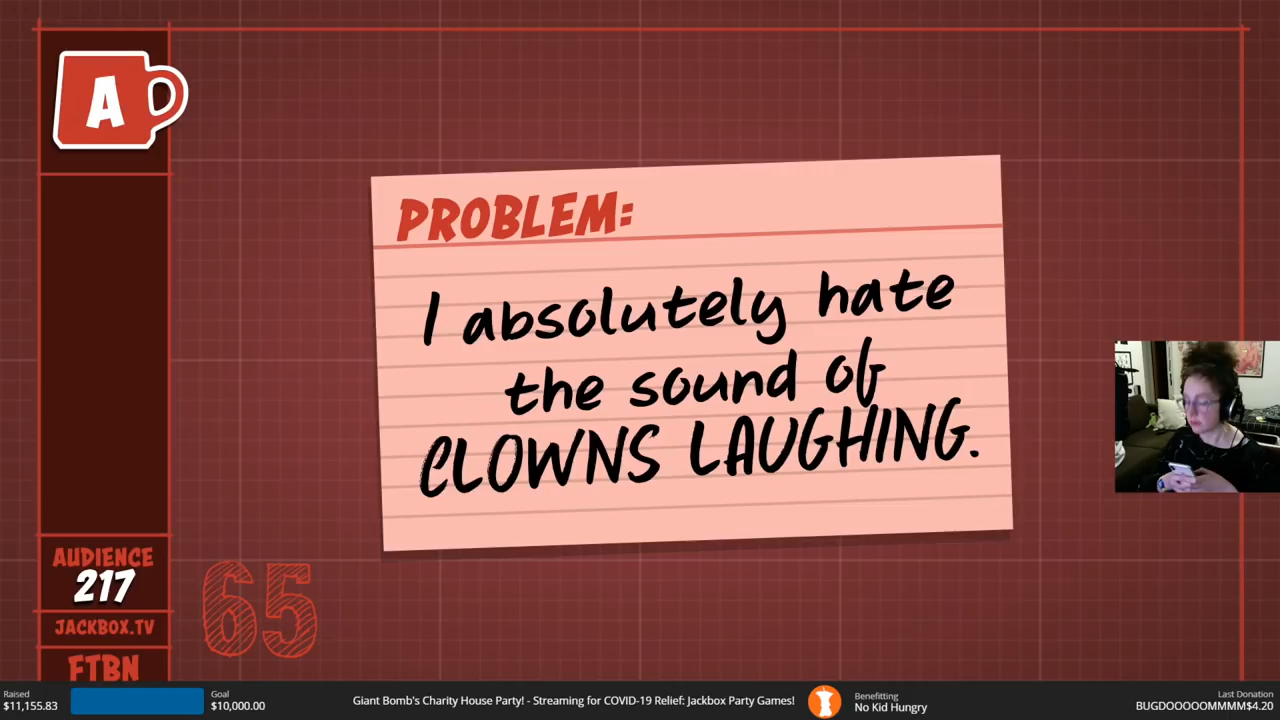 A
PROBLEM:
I absolutely hate
the sound of
CLOWNS LAUGHING.
AUDIENCE
217
JACKBOX.TV
FTBN
65
Raised
$11,155.83
Goal
$10,000.00
Giant Bomb's Charity House Party! - Streaming for COVID-19 Relief: Jackbox Party Games!
Benefitting
No Kid Hungry
Last Donation
BUGDOOOOOMMMM$4.20